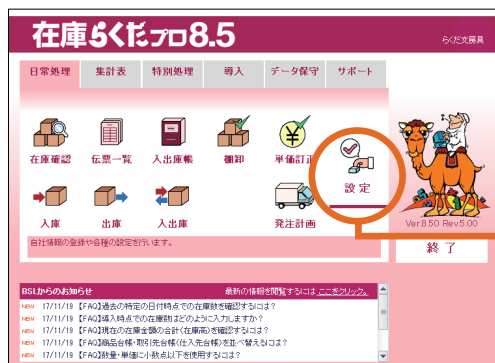 在庫らくだプロ8.5
らくだ文房具
日常処理 集計表 特別処理 導入 データ保守 サポート
在庫確認 伝票一覧 入出庫帳 棚卸 単価訂正
設定
入庫 出庫 入出庫 発注計画
Ver8.50 Rev5.00
自社情報の登録や各種の設定を行います。
終了
BSLからのお知らせ 最新の情報を閲覧するには ここをクリック。
NEW 17/11/19 【FAQ】過去の特定の日付時点での在庫数を確認するには?
NEW 17/11/19 【FAQ】導入時点での在庫数はどのように入力しますか?
NEW 17/11/19 【FAQ】現在の在庫金額の合計(在庫高)を確認するには?
NEW 17/11/19 【FAQ】商品台帳・取引先台帳(仕入先台帳)を並べ替えるには?
NEW 17/11/19 【FAQ】数量・単価に小数点以下を使用するには?